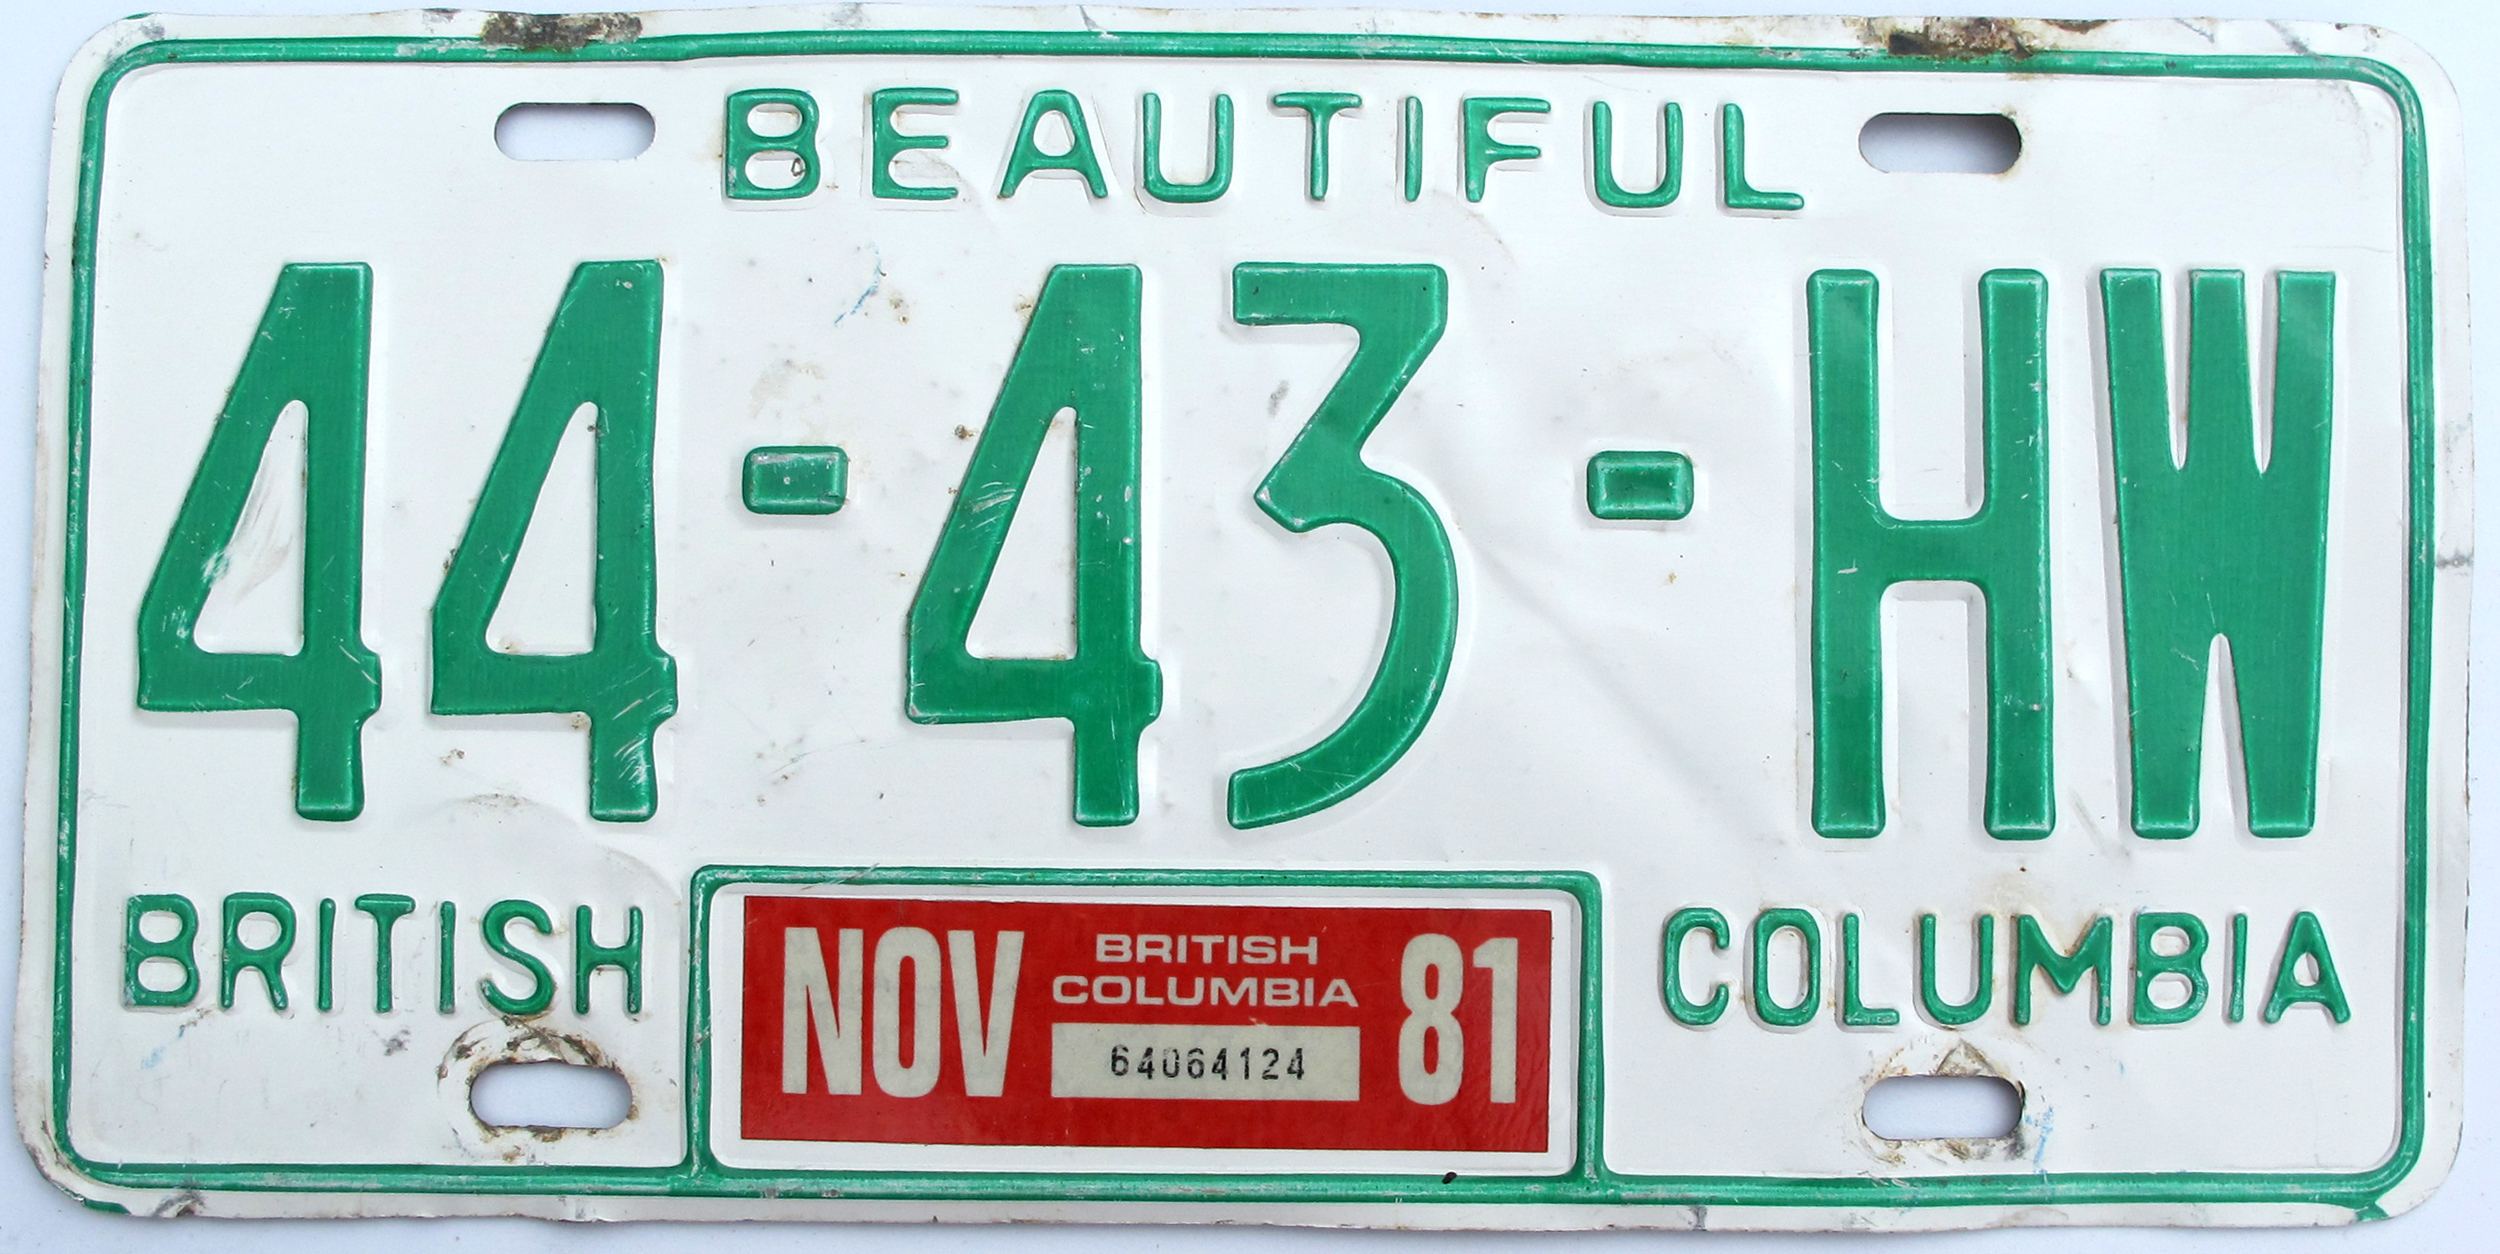 BEAUTIFUL
44-43-HW
BRITISH COLUMBIA
NOV BRITISH COLUMBIA 81
64064124